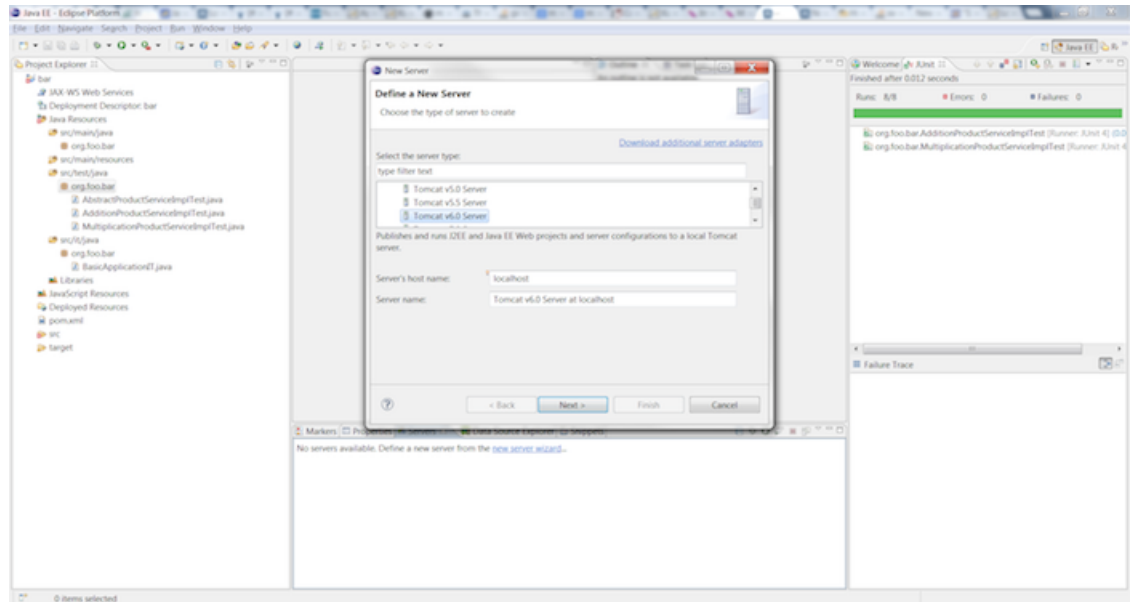 Java EE - Eclipse Platform
File Edit Navigate Search Project Run Window Help
Java EE
Project Explorer
bar
JAX-WS Web Services
Deployment Descriptor: bar
Java Resources
src/main/java
org.foo.bar
src/main/resources
src/test/java
org.foo.bar
AbstractProductServiceImplTest.java
AdditionProductServiceImplTest.java
MultiplicationProductServiceImplTest.java
src/it/java
org.foo.bar
BasicApplicationIT.java
Libraries
JavaScript Resources
Deployed Resources
pom.xml
src
target
New Server
Define a New Server
Choose the type of server to create
Download additional server adapters
Select the server type:
type filter text
Tomcat v5.0 Server
Tomcat v5.5 Server
Tomcat v6.0 Server
Publishes and runs J2EE and Java EE Web projects and server configurations to a local Tomcat
server.
Server's host name: localhost
Server name: Tomcat v6.0 Server at localhost
< Back Next > Finish Cancel
Markers Properties Servers Data Source Explorer Snippets
No servers available. Define a new server from the new server wizard...
Welcome JUnit
Finished after 0.012 seconds
Runs: 8/8 Errors: 0 Failures: 0
org.foo.bar.AdditionProductServiceImplTest [Runner: JUnit 4] (0.0
org.foo.bar.MultiplicationProductServiceImplTest [Runner: JUnit 4
Failure Trace
0 items selected